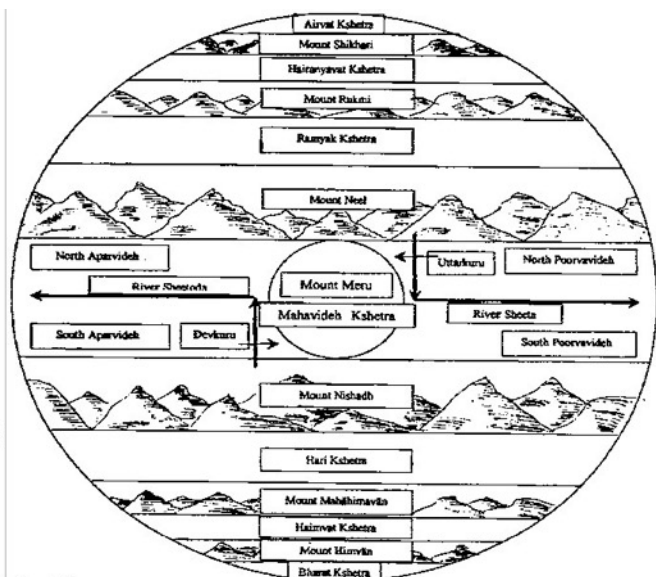 Airvat Kshetra
Mount Shikhari
Hairanyavat Kshetra
Mount Rukmi
Ramyak Kshetra
Mount Neel
North Aparvideh
Uttarkuru
North Poorvavideh
Mount Meru
River Sheetoda
Mahavideh Kshetra
River Sheeta
South Aparvideh
Devkuru
South Poorvavideh
Mount Nishadh
Hari Kshetra
Mount Mahāhimavān
Haimvat Kshetra
Mount Himvān
Bharat Kshetra